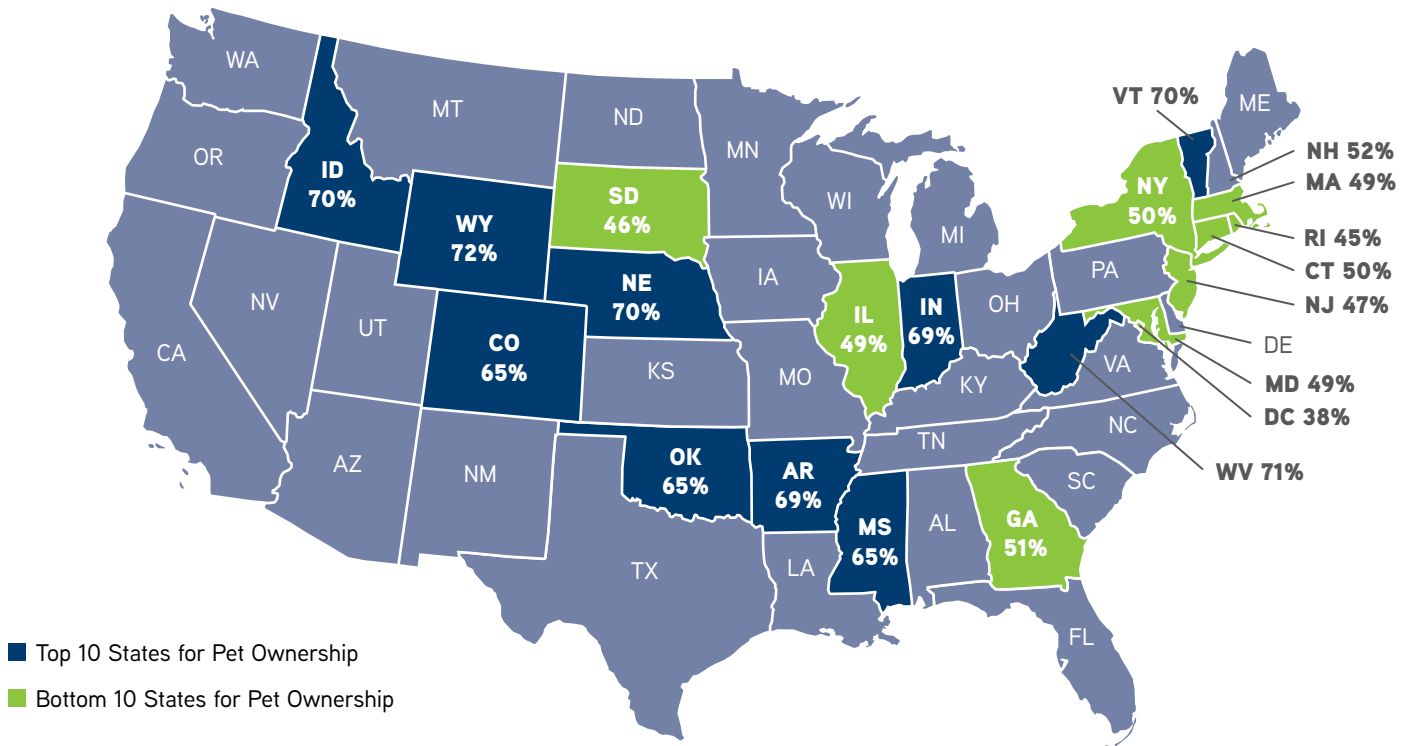 WA
MT
ND
MN
ME
VT 70%
OR
ID
70%
SD
46%
WI
MI
NY
50%
NH 52%
MA 49%
RI 45%
CT 50%
NJ 47%
WY
72%
NE
70%
IA
PA
NV
UT
CO
65%
IL
49%
IN
69%
OH
DE
CA
KS
MO
KY
VA
MD 49%
DC 38%
WV 71%
AZ
NM
OK
65%
AR
69%
TN
NC
SC
MS
65%
AL
GA
51%
TX
LA
FL
Top 10 States for Pet Ownership
Bottom 10 States for Pet Ownership